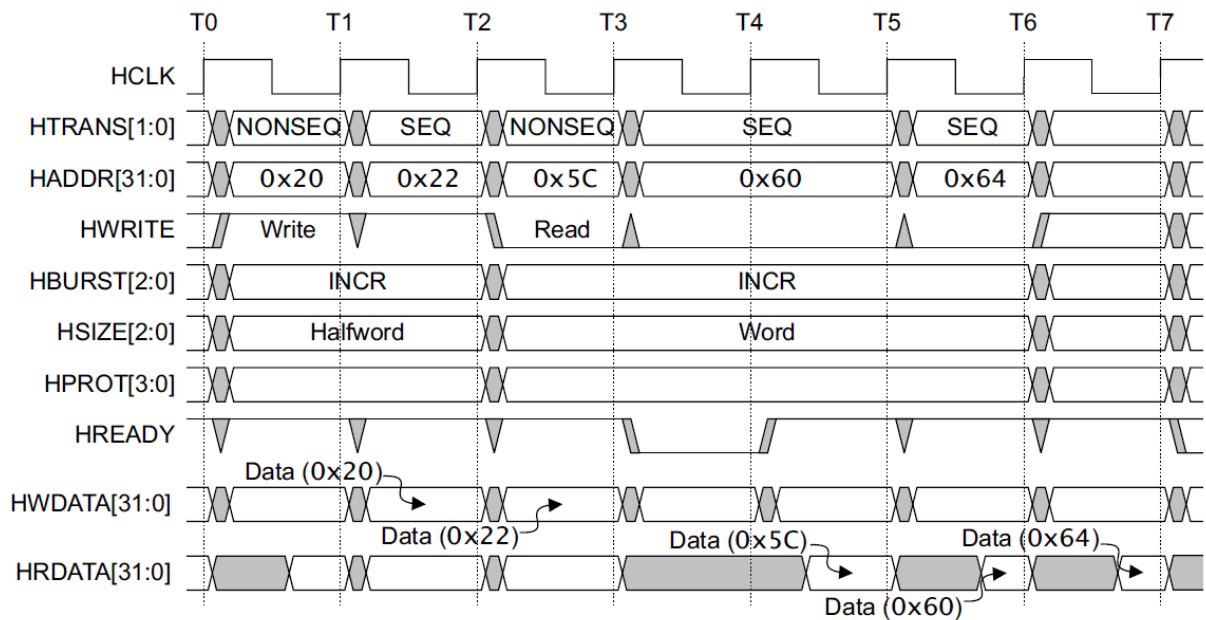 T0 T1 T2 T3 T4 T5 T6 T7
HCLK
HTRANS[1:0] NONSEQ SEQ NONSEQ SEQ SEQ
HADDR[31:0] 0x20 0x22 0x5C 0x60 0x64
HWRITE Write Read
HBURST[2:0] INCR INCR
HSIZE[2:0] Halfword Word
HPROT[3:0]
HREADY
Data (0x20)
HWDATA[31:0]
Data (0x22) Data (0x5C) Data (0x64)
HRDATA[31:0]
Data (0x60)